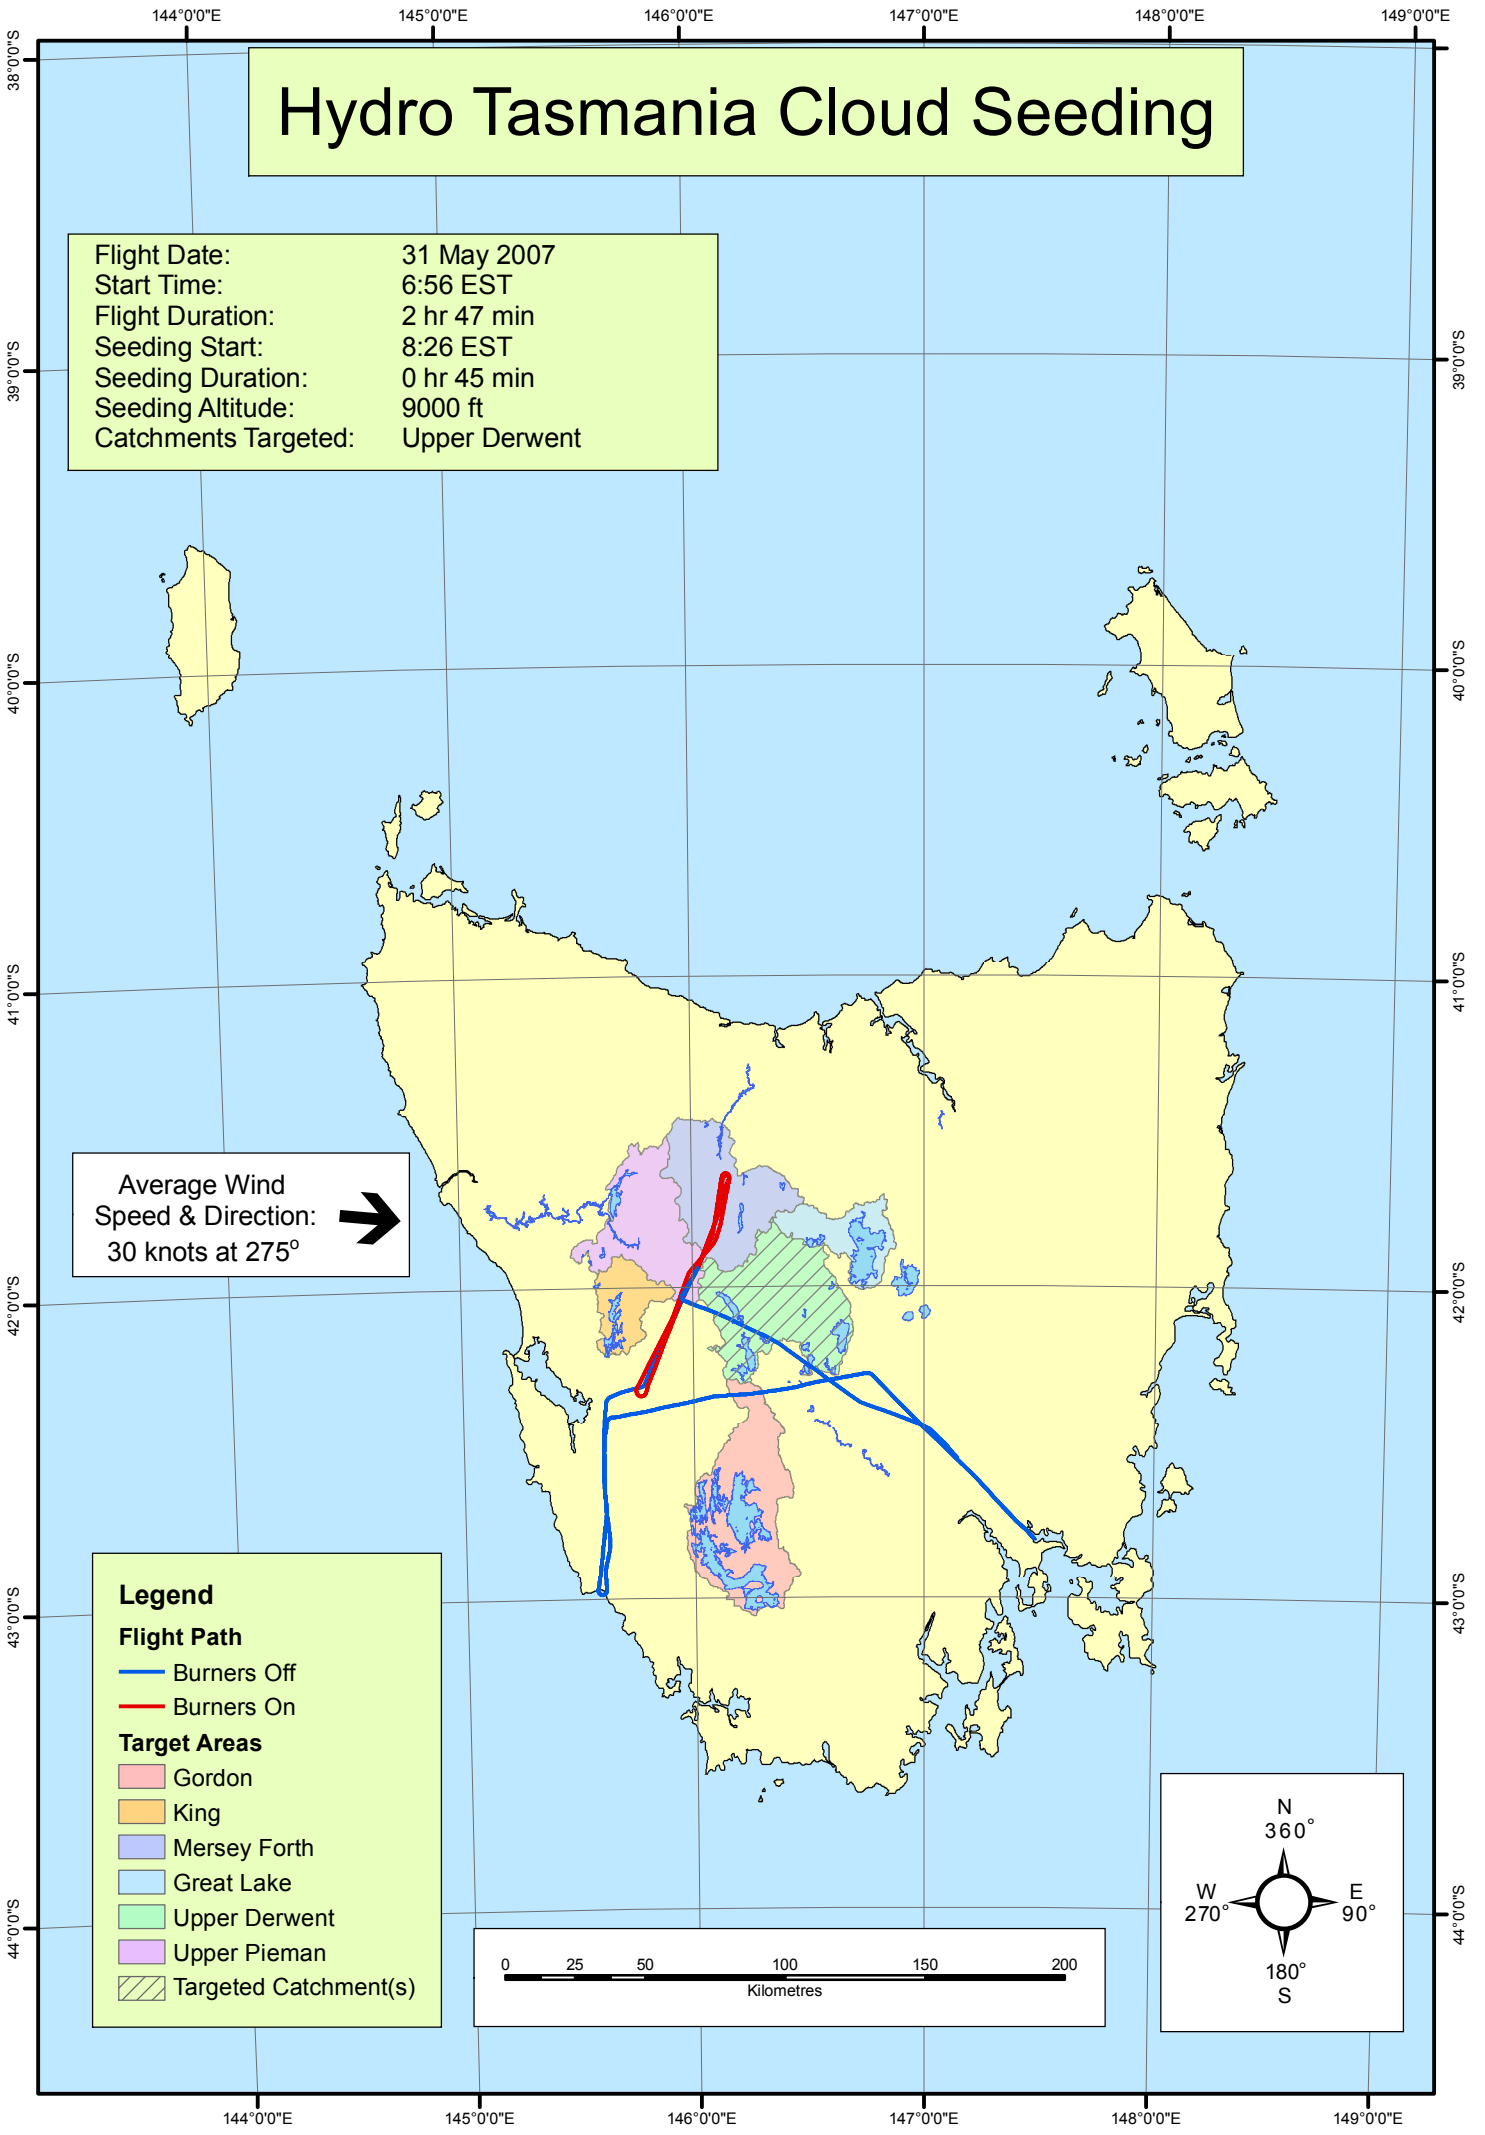 144°0'0"E 145°0'0"E 146°0'0"E 147°0'0"E 148°0'0"E 149°0'0"E
38°0'0"S
Hydro Tasmania Cloud Seeding
Flight Date: 31 May 2007
Start Time: 6:56 EST
Flight Duration: 2 hr 47 min
Seeding Start: 8:26 EST
Seeding Duration: 0 hr 45 min
Seeding Altitude: 9000 ft
Catchments Targeted: Upper Derwent
39°0'0"S 39°0'0"S
40°0'0"S 40°0'0"S
41°0'0"S 41°0'0"S
Average Wind
Speed & Direction:
30 knots at 275°
42°0'0"S 42°0'0"S
43°0'0"S 43°0'0"S
Legend
Flight Path
Burners Off
Burners On
Target Areas
Gordon
King
Mersey Forth
Great Lake
Upper Derwent
Upper Pieman
Targeted Catchment(s)
44°0'0"S 44°0'0"S
0 25 50 100 150 200
Kilometres
N
360°
W E
270° 90°
180°
S
144°0'0"E 145°0'0"E 146°0'0"E 147°0'0"E 148°0'0"E 149°0'0"E